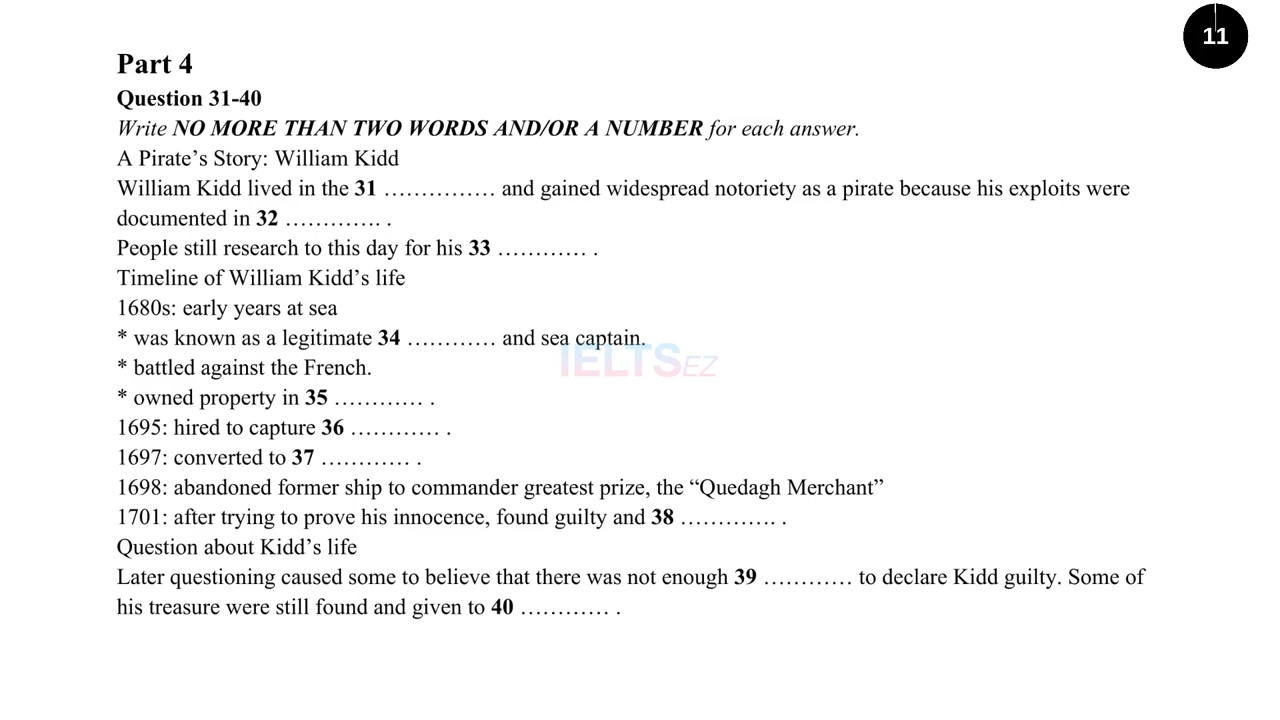 11
Part 4
Question 31-40
Write NO MORE THAN TWO WORDS AND/OR A NUMBER for each answer.
A Pirate’s Story: William Kidd
William Kidd lived in the 31 …………… and gained widespread notoriety as a pirate because his exploits were
documented in 32 …………. .
People still research to this day for his 33 ………… .
Timeline of William Kidd’s life
1680s: early years at sea
* was known as a legitimate 34 ………… and sea captain.
* battled against the French.
* owned property in 35 ………… .
1695: hired to capture 36 ………… .
1697: converted to 37 ………… .
1698: abandoned former ship to commander greatest prize, the “Quedagh Merchant”
1701: after trying to prove his innocence, found guilty and 38 …………. .
Question about Kidd’s life
Later questioning caused some to believe that there was not enough 39 ………… to declare Kidd guilty. Some of
his treasure were still found and given to 40 ………… .
IELTSEZ